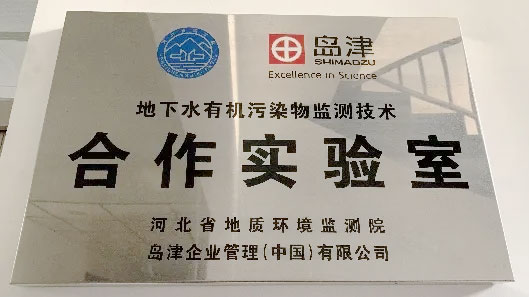 岛津
SHIMADZU
Excellence in Science
地下水有机污染物监测技术
合作实验室
河北省地质环境监测院
岛津企业管理(中国)有限公司